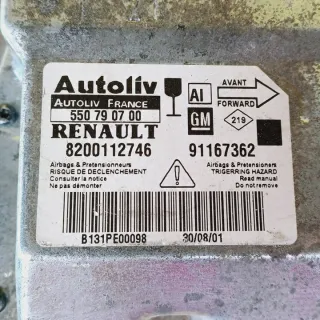 Autoliv
AUTOLIV FRANCE
550 79 07 00
RENAULT
8200112746
AI
GM
AVANT
FORWARD
219
91167362
Airbags & Pretensionneurs
RISQUE DE DECLENCHEMENT
Consulter la notice
Ne pas démonter
Airbags & Pretensioners
TRIGERRING HAZARD
Read manual
Do not remove
B131PE00098
30/08/01